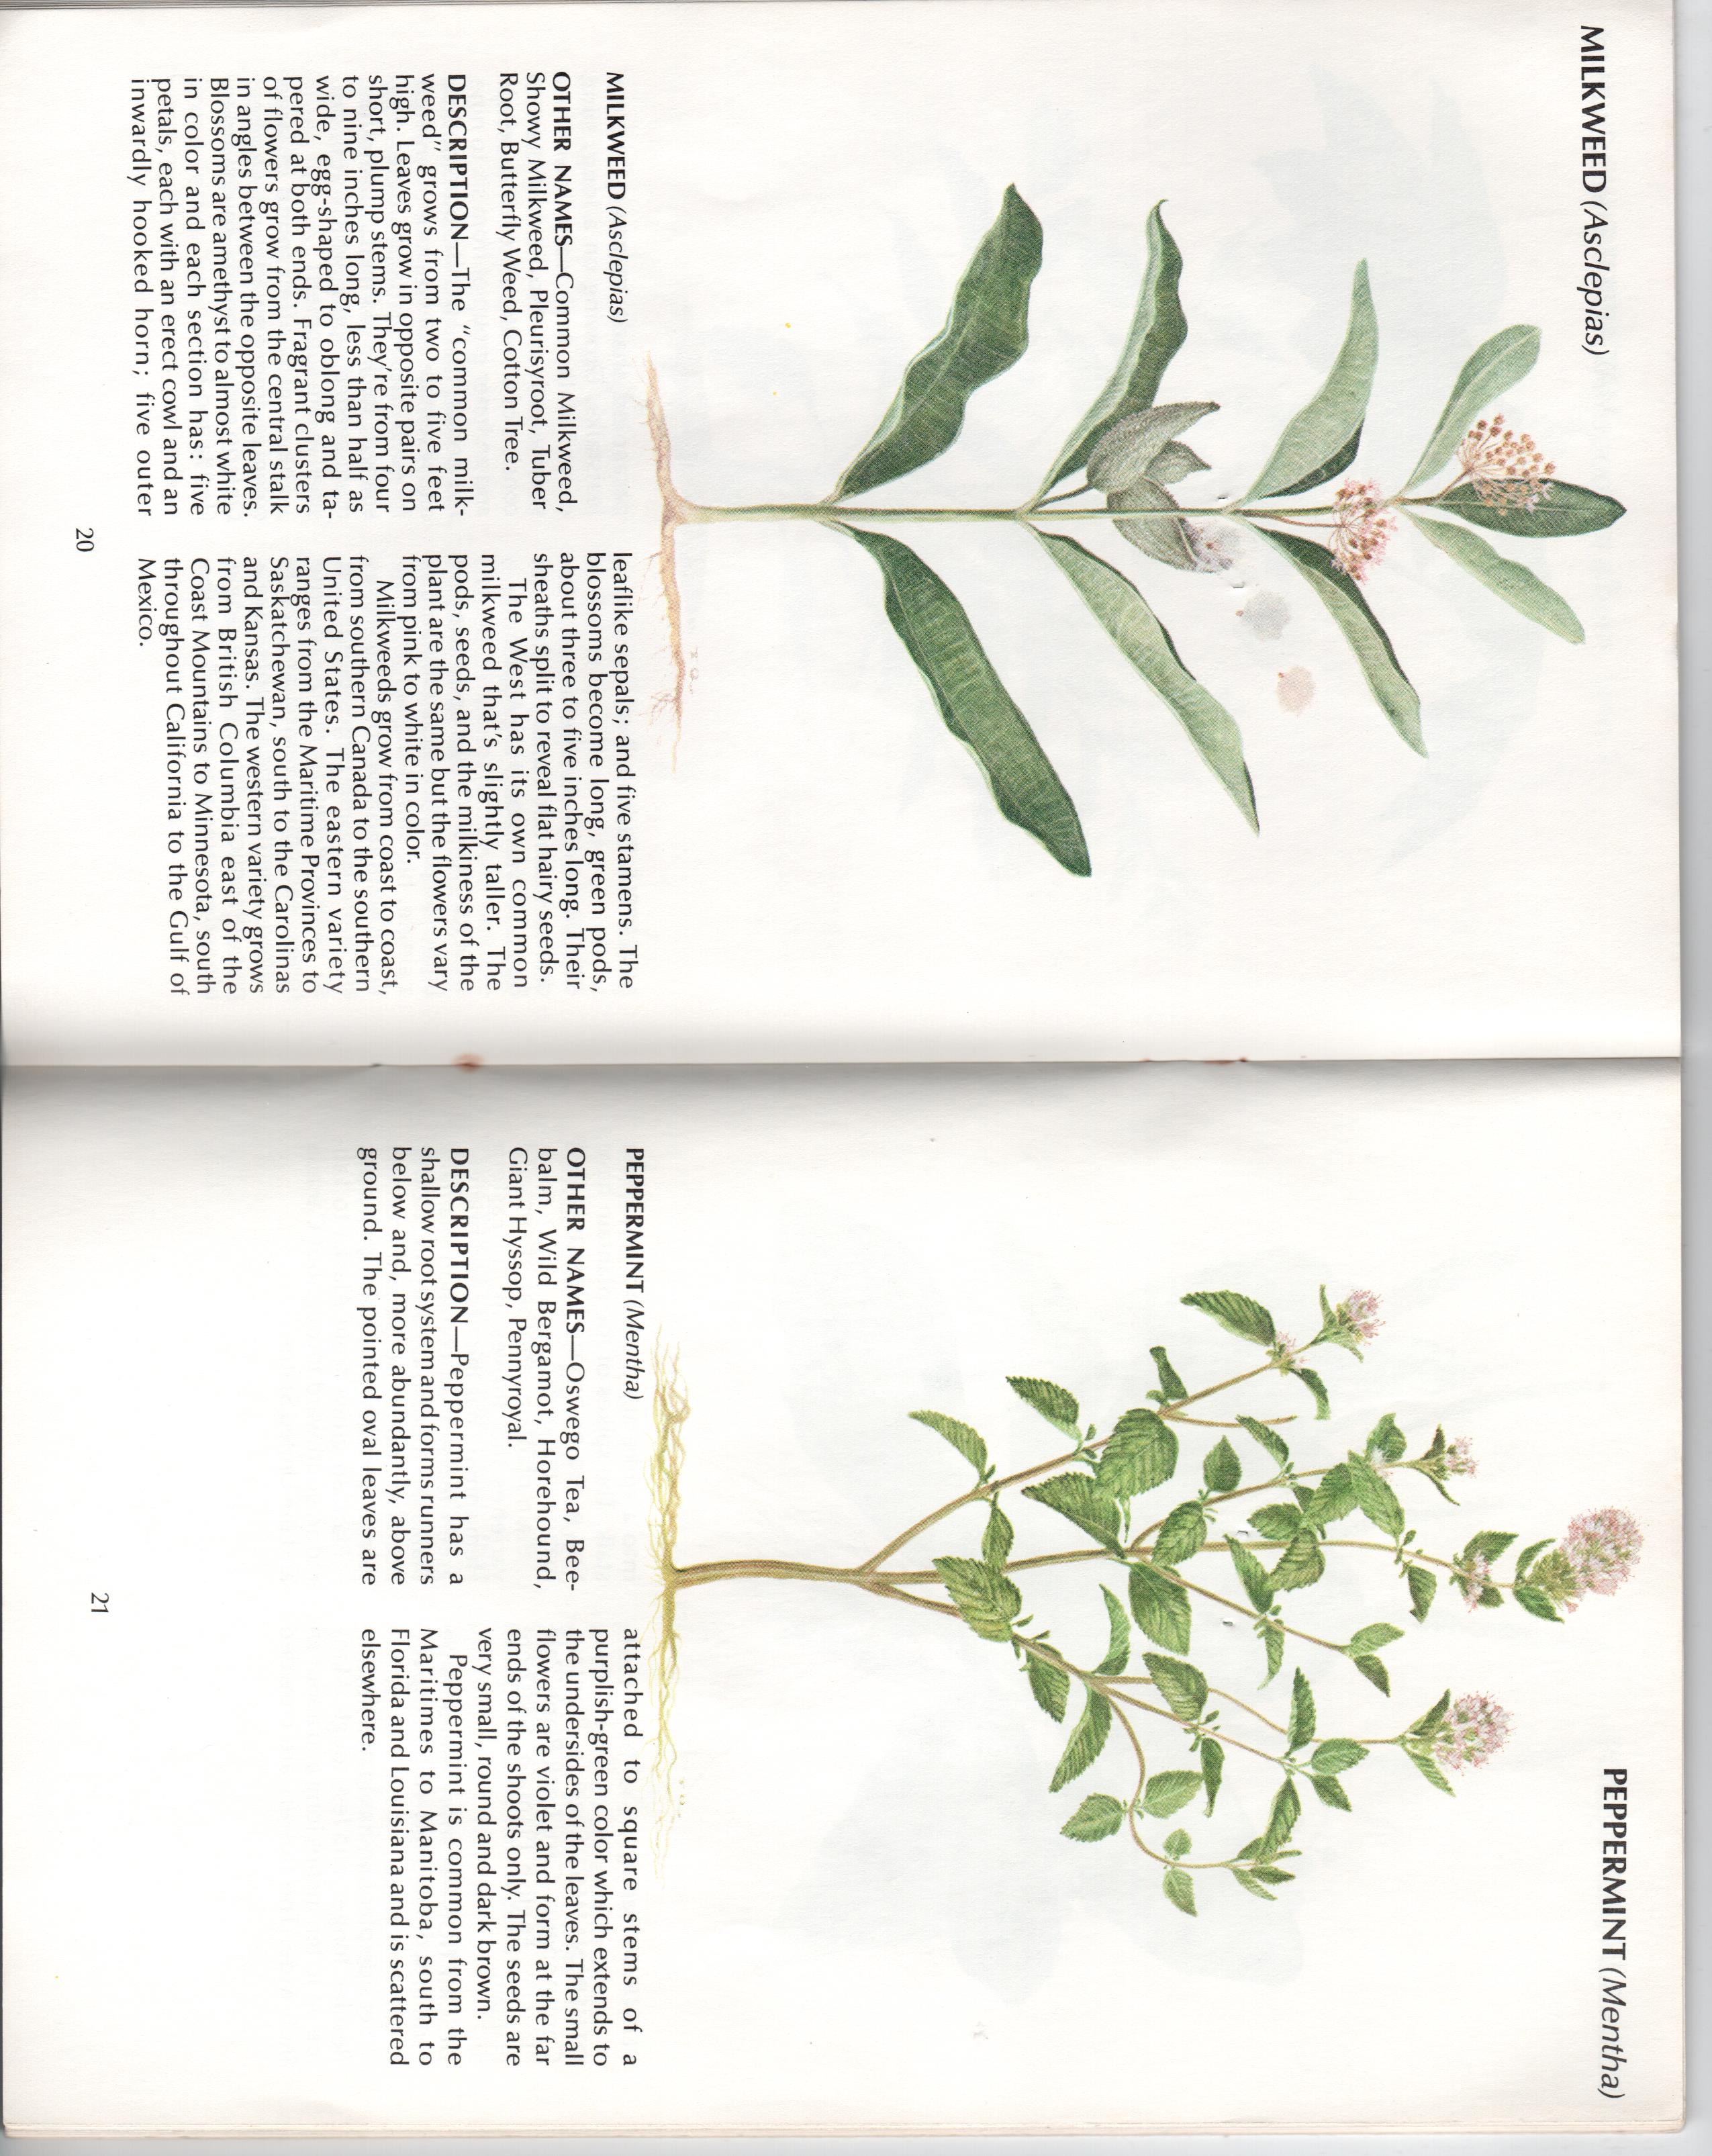 MILKWEED (Asclepias)
MILKWEED (Asclepias)
OTHER NAMES—Common Milkweed,
Showy Milkweed, Pleurisyroot, Tuber
Root, Butterfly Weed, Cotton Tree.
DESCRIPTION—The "common milk-
weed" grows from two to five feet
high. Leaves grow in opposite pairs on
short, plump stems. They're from four
to nine inches long, less than half as
wide, egg-shaped to oblong and ta-
pered at both ends. Fragrant clusters
of flowers grow from the central stalk
in angles between the opposite leaves.
Blossoms are amethyst to almost white
in color and each section has: five
petals, each with an erect cowl and an
inwardly hooked horn; five outer
leaflike sepals; and five stamens. The
blossoms become long, green pods,
about three to five inches long. Their
sheaths split to reveal flat hairy seeds.
The West has its own common
milkweed that's slightly taller. The
pods, seeds, and the milkiness of the
plant are the same but the flowers vary
from pink to white in color.
Milkweeds grow from coast to coast,
from southern Canada to the southern
United States. The eastern variety
ranges from the Maritime Provinces to
Saskatchewan, south to the Carolinas
and Kansas. The western variety grows
from British Columbia east of the
Coast Mountains to Minnesota, south
throughout California to the Gulf of
Mexico.
20
PEPPERMINT (Mentha)
PEPPERMINT (Mentha)
OTHER NAMES—Oswego Tea, Bee-
balm, Wild Bergamot, Horehound,
Giant Hyssop, Pennyroyal.
DESCRIPTION—Peppermint has a
shallow root system and forms runners
below and, more abundantly, above
ground. The pointed oval leaves are
attached to square stems of a
purplish-green color which extends to
the undersides of the leaves. The small
flowers are violet and form at the far
ends of the shoots only. The seeds are
very small, round and dark brown.
Peppermint is common from the
Maritimes to Manitoba, south to
Florida and Louisiana and is scattered
elsewhere.
21